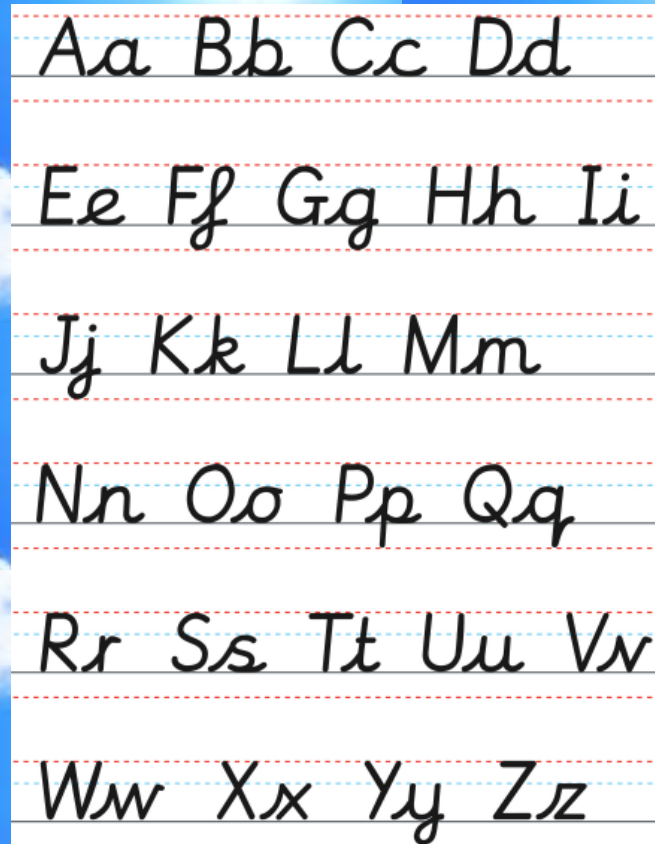 Aa Bb Cc Dd
Ee Ff Gg Hh Ii
Jj Kk Ll Mm
Nn Oo Pp Qq
Rr Ss Tt Uu Vv
Ww Xx Yy Zz